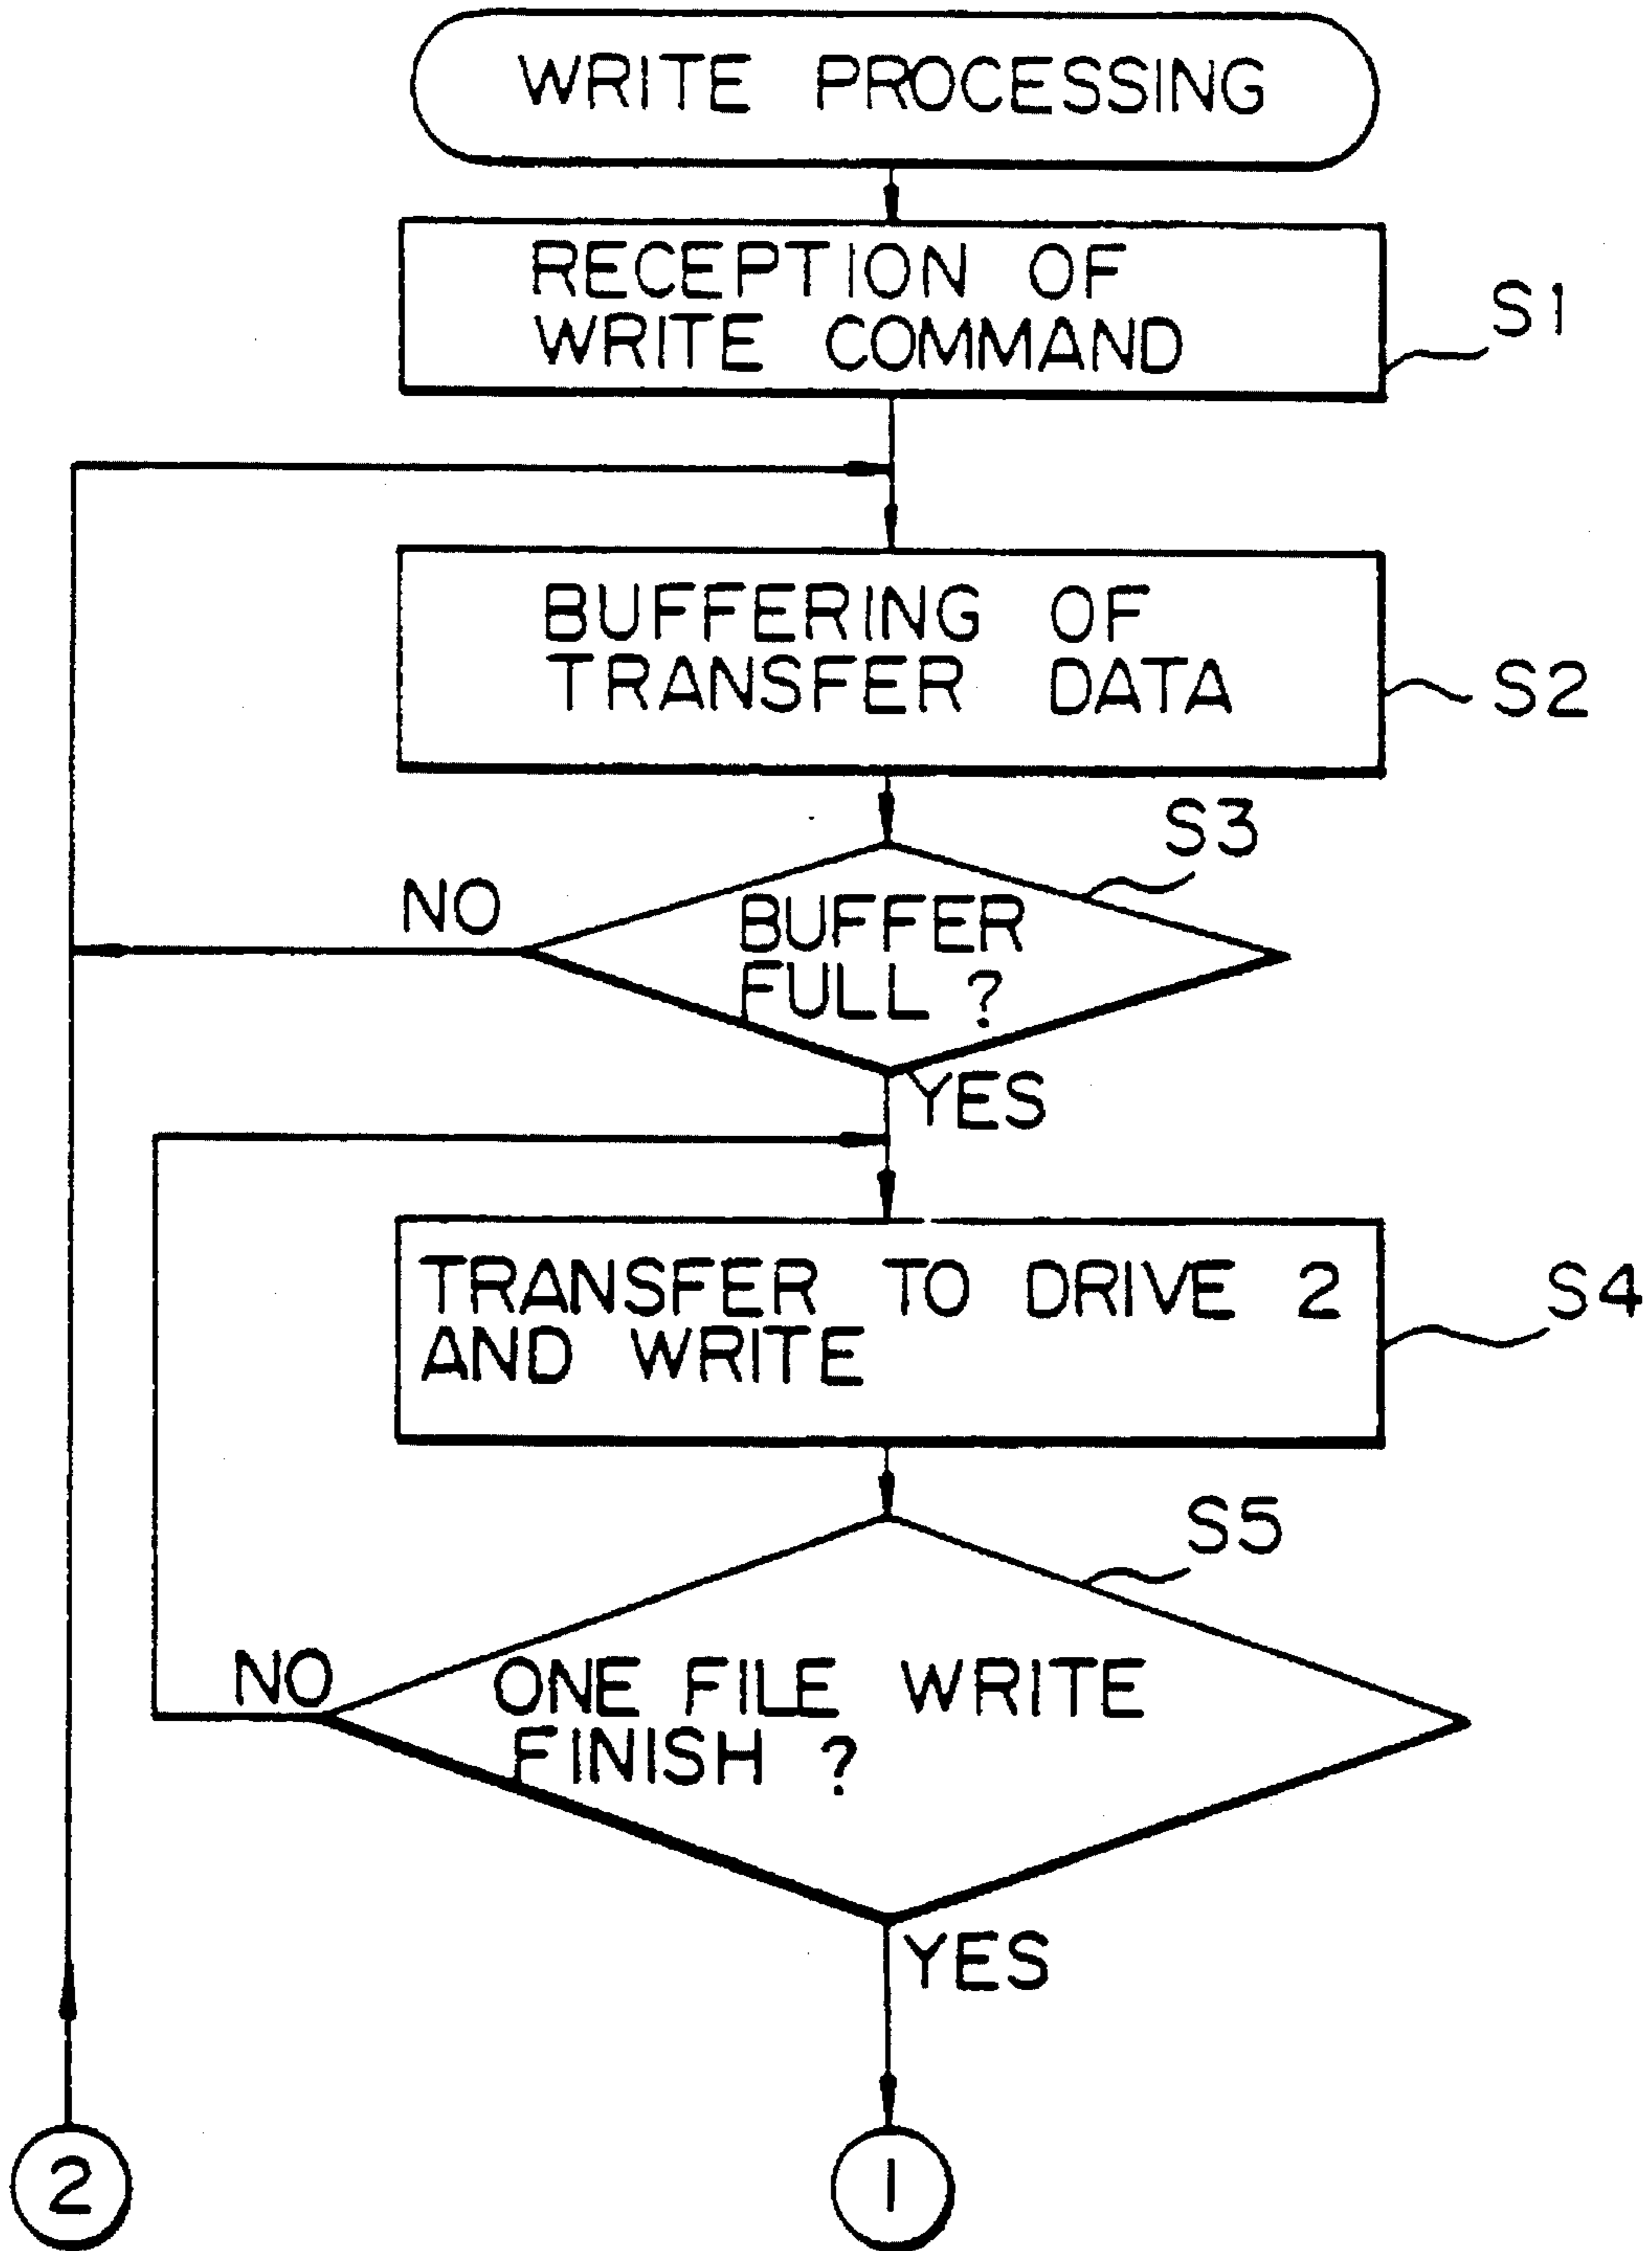 WRITE PROCESSING
RECEPTION OF
WRITE COMMAND
S1
BUFFERING OF
TRANSFER DATA
S2
S3
NO
BUFFER
FULL ?
YES
TRANSFER TO DRIVE 2
AND WRITE
S4
S5
NO
ONE FILE WRITE
FINISH ?
YES
2
1